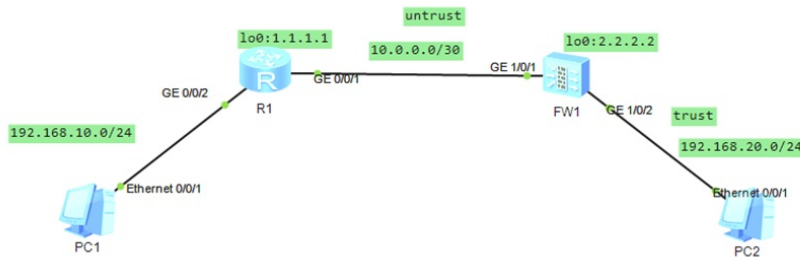 untrust
lo0:1.1.1.1
10.0.0.0/30
lo0:2.2.2.2
GE 1/0/1
GE 0/0/1
GE 0/0/2
R
R1
FW1
GE 1/0/2
trust
192.168.10.0/24
192.168.20.0/24
Ethernet 0/0/1
Ethernet 0/0/1
PC1
PC2